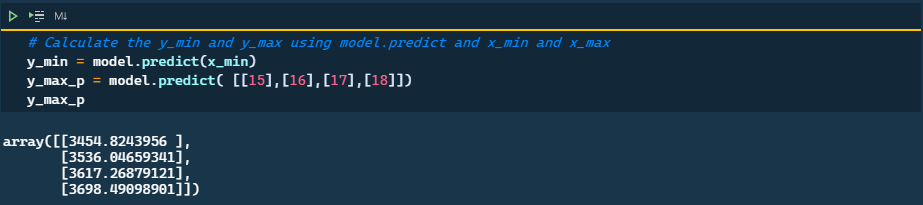 M↓
# Calculate the y_min and y_max using model.predict and x_min and x_max
y_min = model.predict(x_min)
y_max_p = model.predict( [[15],[16],[17],[18]])
y_max_p
array([[3454.8243956 ],
       [3536.04659341],
       [3617.26879121],
       [3698.49098901]])